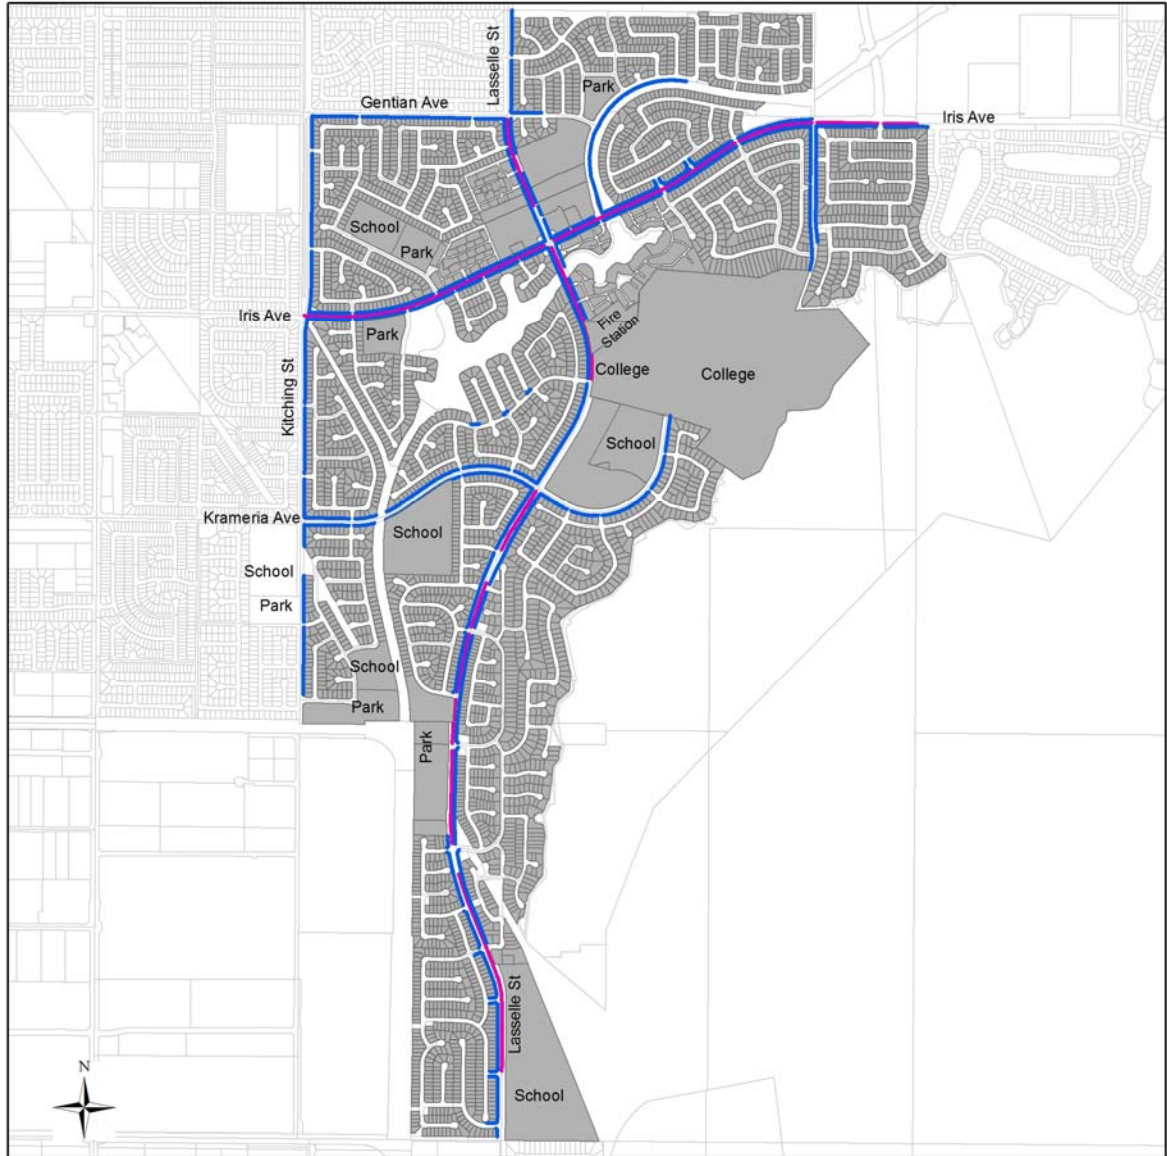 Lasselle St
Park
Gentian Ave
Iris Ave
School
Park
Iris Ave
Park
Fire
Station
College
College
Kitching St
School
Krameria Ave
School
School
Park
School
Park
Park
Lasselle St
School
N